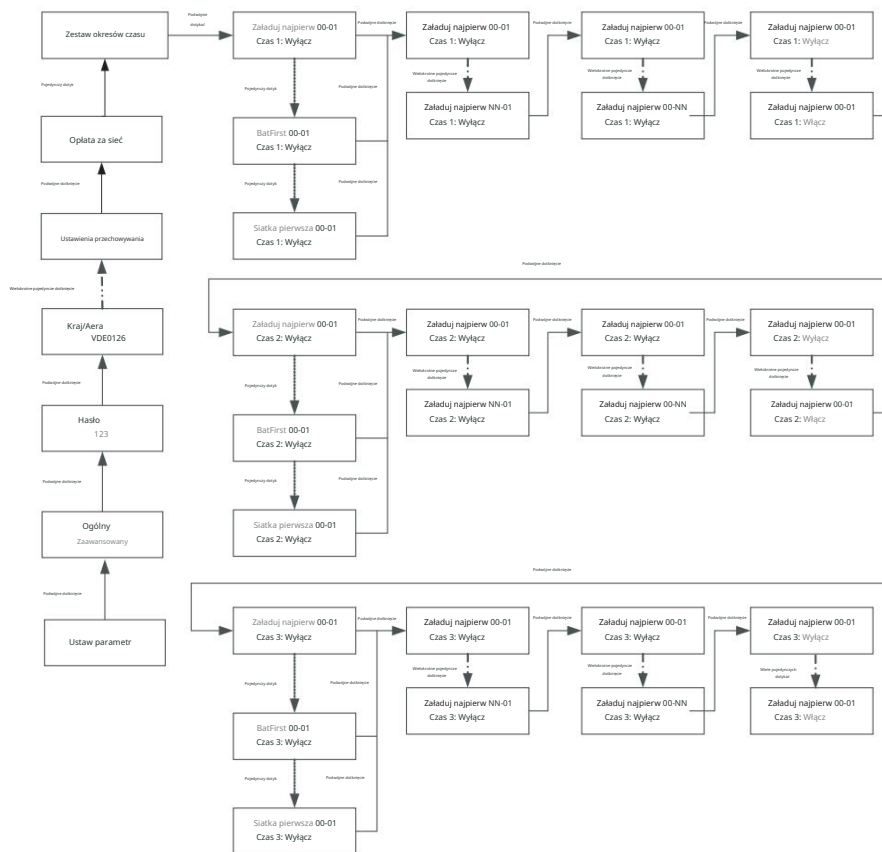 Zestaw okresów czasu
Podwójne
dotykać
Załaduj najpierw 00-01
Czas 1: Wyłącz
Podwójne dotknięcie
Załaduj najpierw 00-01
Czas 1: Wyłącz
Podwójne dotknięcie
Załaduj najpierw 00-01
Czas 1: Wyłącz
Podwójne dotknięcie
Załaduj najpierw 00-01
Czas 1: Wyłącz
Pojedynczy dotyk
Pojedynczy dotyk
Podwójne dotknięcie
Wielokrotne pojedyncze
dotknięcie
Wielokrotne pojedyncze
dotknięcie
Wielokrotne pojedyncze
dotknięcie
Załaduj najpierw NN-01
Czas 1: Wyłącz
Załaduj najpierw 00-NN
Czas 1: Wyłącz
Załaduj najpierw 00-01
Czas 1: Włącz
Opłata za sieć
BatFirst 00-01
Czas 1: Wyłącz
Podwójne dotknięcie
Pojedynczy dotyk
Podwójne dotknięcie
Ustawienia przechowywania
Siatka pierwsza 00-01
Czas 1: Wyłącz
Podwójne dotknięcie
Wielokrotne pojedyncze dotknięcie
Kraj/Aera
VDE0126
Załaduj najpierw 00-01
Czas 2: Wyłącz
Podwójne dotknięcie
Załaduj najpierw 00-01
Czas 2: Wyłącz
Podwójne dotknięcie
Załaduj najpierw 00-01
Czas 2: Wyłącz
Podwójne dotknięcie
Załaduj najpierw 00-01
Czas 2: Wyłącz
Podwójne dotknięcie
Pojedynczy dotyk
Podwójne dotknięcie
Wielokrotne pojedyncze
dotknięcie
Wielokrotne pojedyncze
dotknięcie
Wielokrotne pojedyncze
dotknięcie
Załaduj najpierw NN-01
Czas 2: Wyłącz
Załaduj najpierw 00-NN
Czas 2: Wyłącz
Załaduj najpierw 00-01
Czas 2: Włącz
Hasło
123
BatFirst 00-01
Czas 2: Wyłącz
Podwójne dotknięcie
Pojedynczy dotyk
Podwójne dotknięcie
Ogólny
Zaawansowany
Siatka pierwsza 00-01
Czas 2: Wyłącz
Podwójne dotknięcie
Podwójne dotknięcie
Ustaw parametr
Załaduj najpierw 00-01
Czas 3: Wyłącz
Podwójne dotknięcie
Załaduj najpierw 00-01
Czas 3: Wyłącz
Podwójne dotknięcie
Załaduj najpierw 00-01
Czas 3: Wyłącz
Podwójne dotknięcie
Załaduj najpierw 00-01
Czas 3: Wyłącz
Pojedynczy dotyk
Podwójne dotknięcie
Wielokrotne pojedyncze
dotknięcie
Wielokrotne pojedyncze
dotknięcie
Wiele pojedynczych
dotykać
Załaduj najpierw NN-01
Czas 3: Wyłącz
Załaduj najpierw 00-NN
Czas 3: Wyłącz
Załaduj najpierw 00-01
Czas 3: Włącz
BatFirst 00-01
Czas 3: Wyłącz
Pojedynczy dotyk
Podwójne dotknięcie
Siatka pierwsza 00-01
Czas 3: Wyłącz